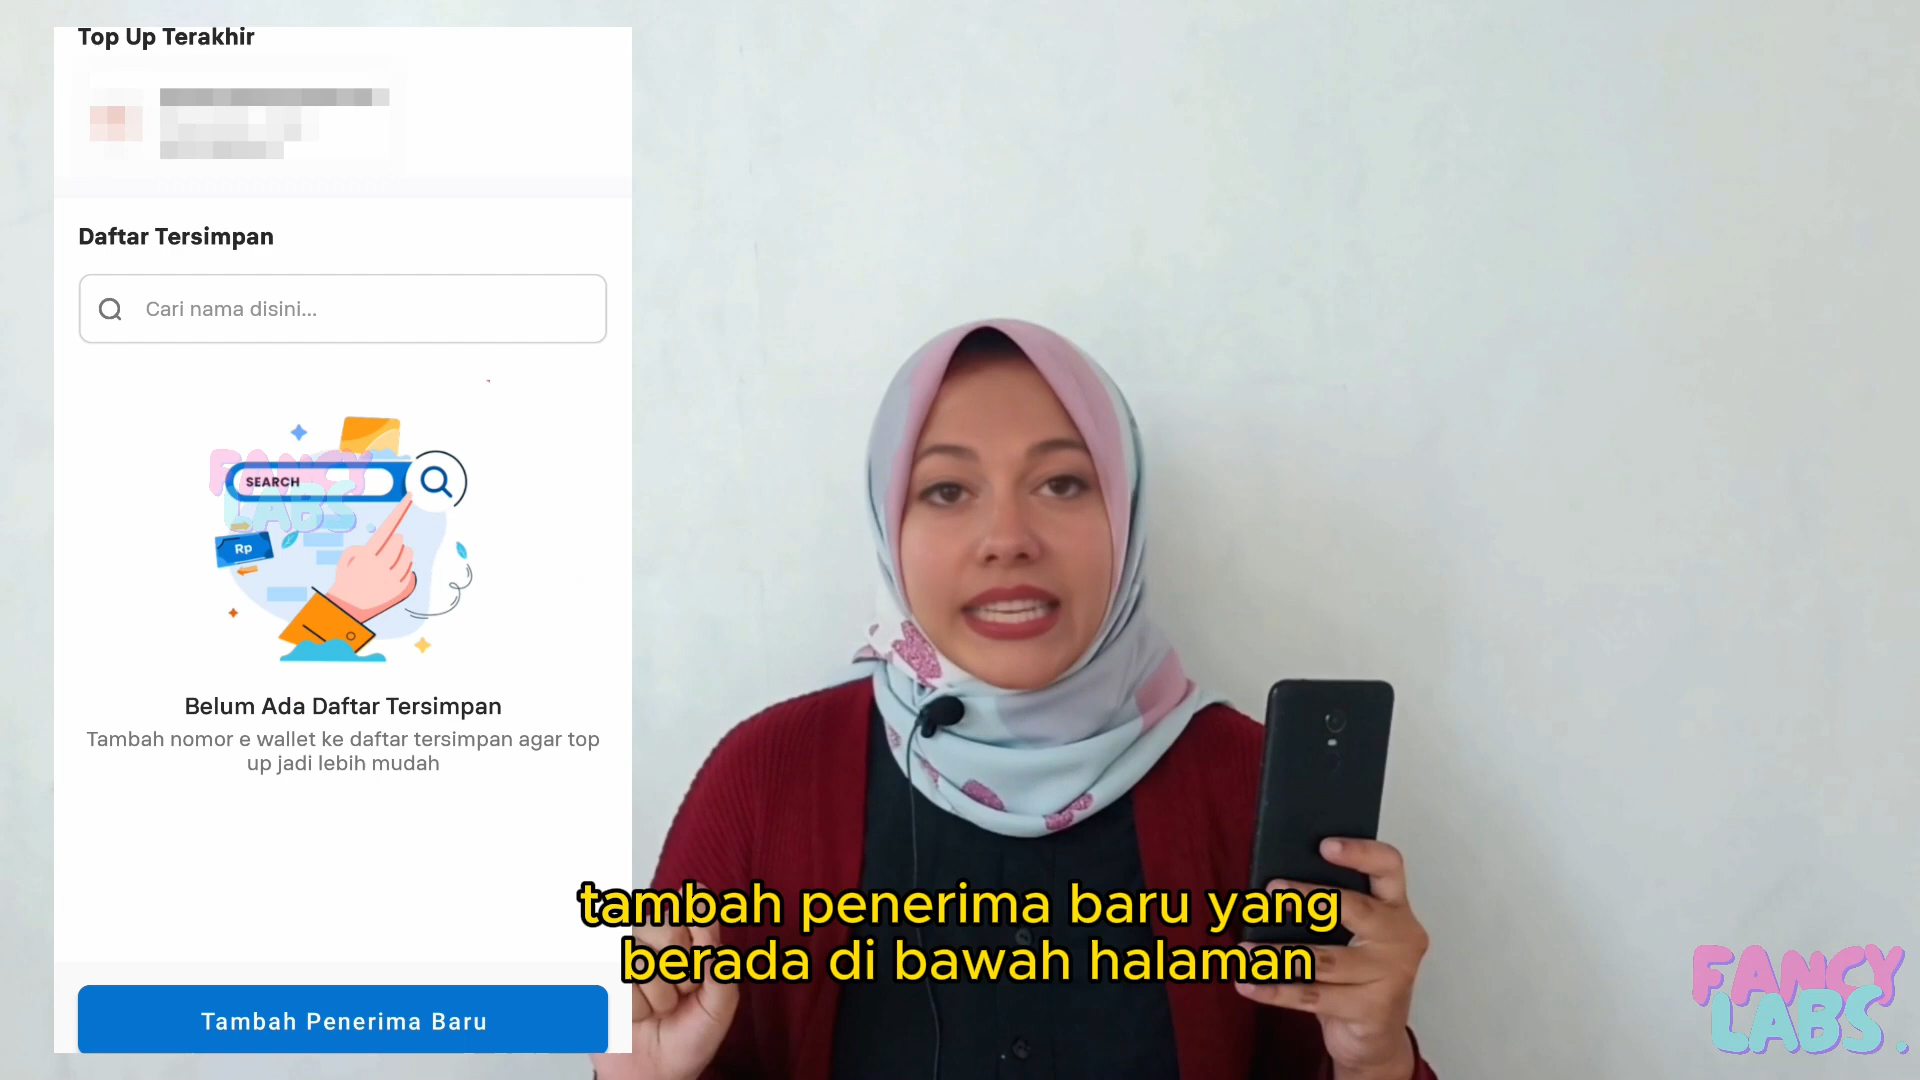 Top Up Terakhir
Daftar Tersimpan
Cari nama disini...
FANCY
SEARCH
LABS.
Rp
Belum Ada Daftar Tersimpan
Tambah nomor e wallet ke daftar tersimpan agar top
up jadi lebih mudah
Tambah Penerima Baru
tambah penerima baru yang
berada di bawah halaman
FANCY
LABS.